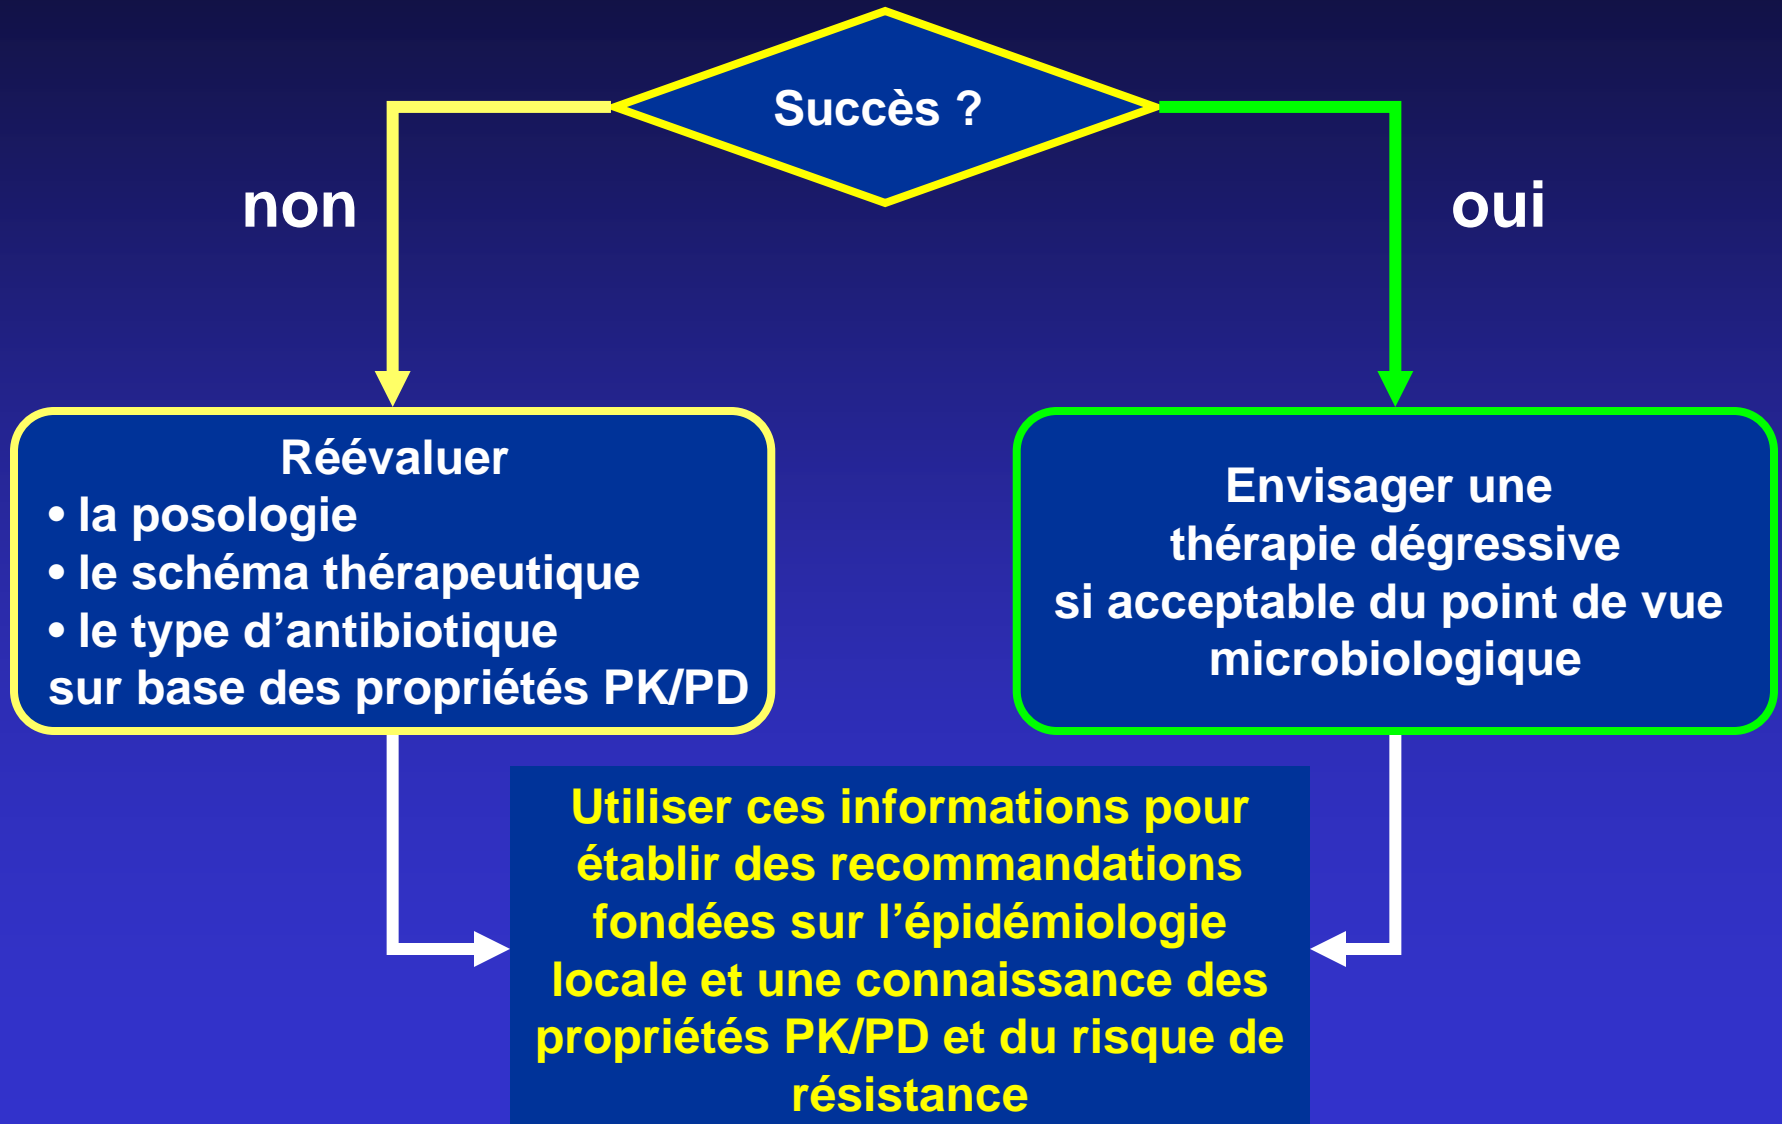 Succès ?
non
oui
Réévaluer
• la posologie
• le schéma thérapeutique
• le type d’antibiotique
sur base des propriétés PK/PD
Envisager une
thérapie dégressive
si acceptable du point de vue
microbiologique
Utiliser ces informations pour
établir des recommandations
fondées sur l’épidémiologie
locale et une connaissance des
propriétés PK/PD et du risque de
résistance